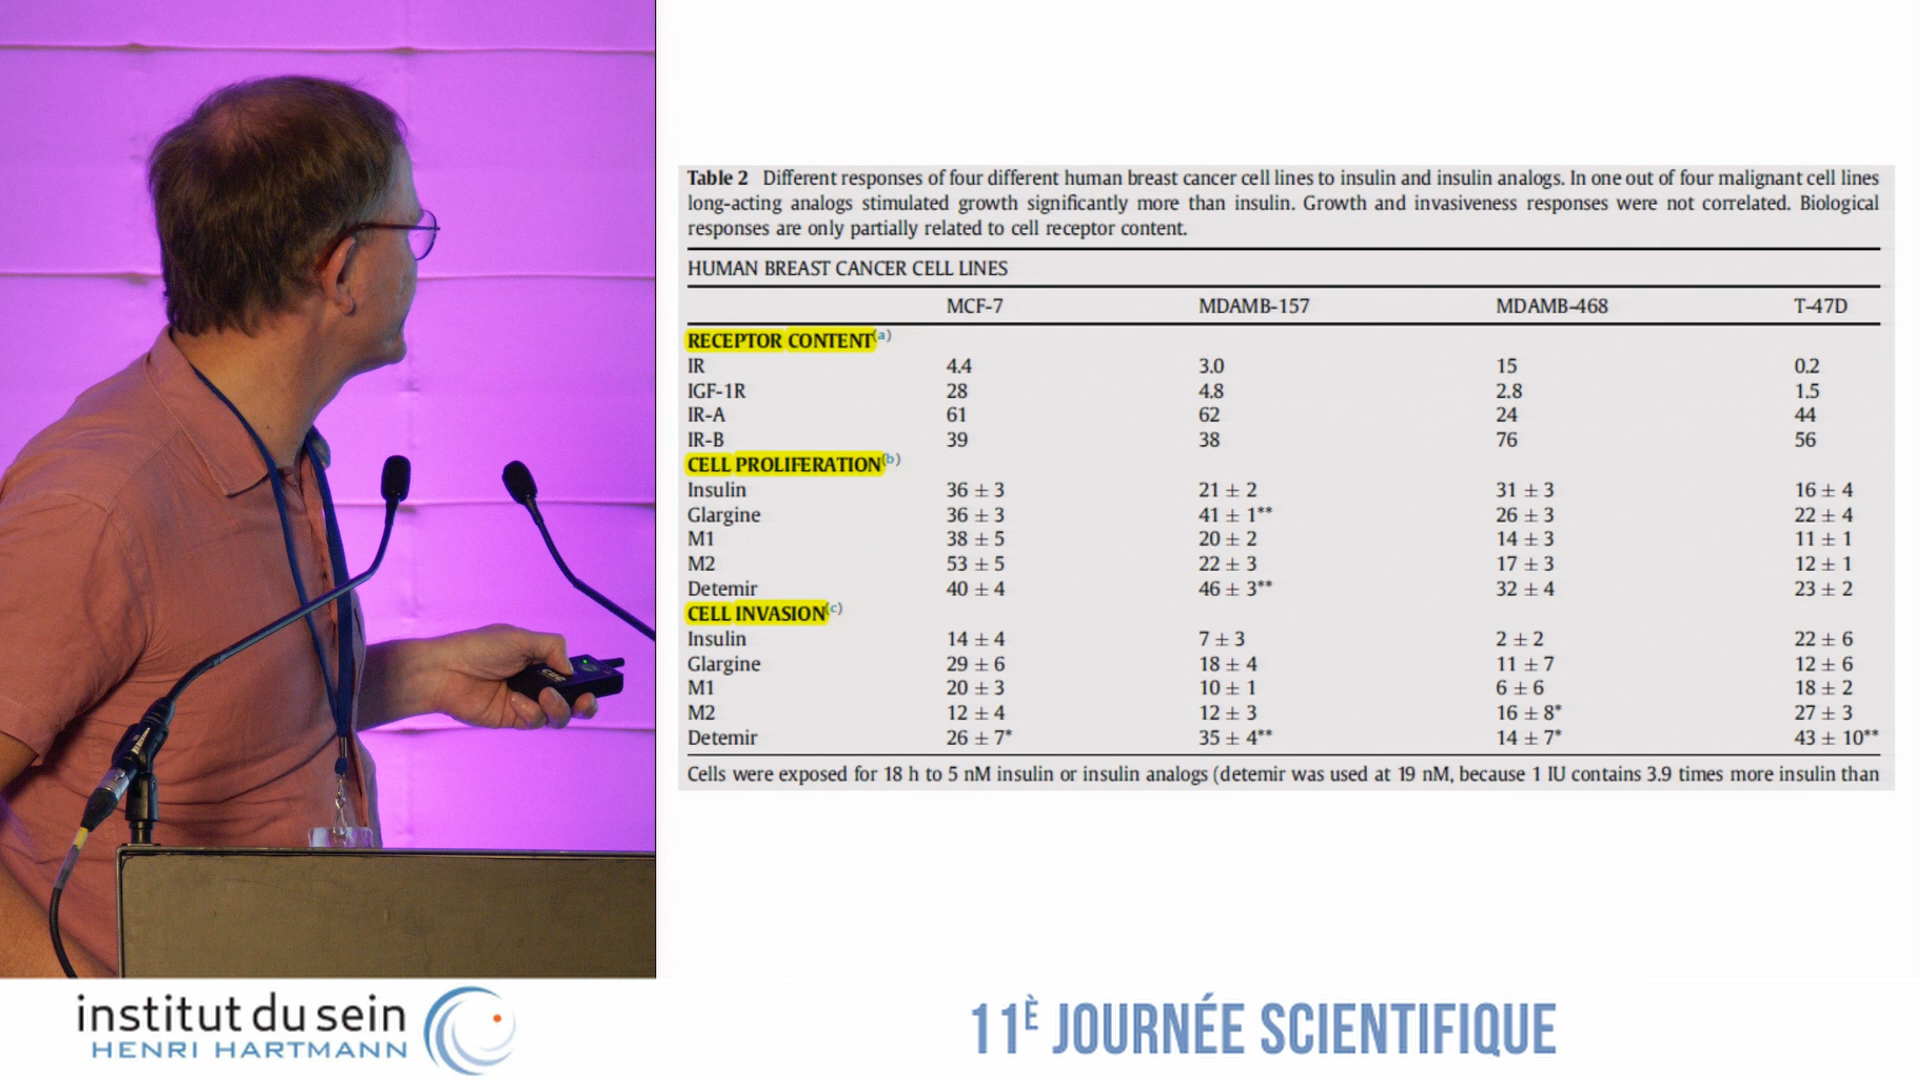 Table 2 Different responses of four different human breast cancer cell lines to insulin and insulin analogs. In one out of four malignant cell lines
long-acting analogs stimulated growth significantly more than insulin. Growth and invasiveness responses were not correlated. Biological
responses are only partially related to cell receptor content.
HUMAN BREAST CANCER CELL LINES
MCF-7 MDAMB-157 MDAMB-468 T-47D
RECEPTOR CONTENT(a)
IR 4.4 3.0 15 0.2
IGF-1R 28 4.8 2.8 1.5
IR-A 61 62 24 44
IR-B 39 38 76 56
CELL PROLIFERATION(b)
Insulin 36 ± 3 21 ± 2 31 ± 3 16 ± 4
Glargine 36 ± 3 41 ± 1** 26 ± 3 22 ± 4
M1 38 ± 5 20 ± 2 14 ± 3 11 ± 1
M2 53 ± 5 22 ± 3 17 ± 3 12 ± 1
Detemir 40 ± 4 46 ± 3** 32 ± 4 23 ± 2
CELL INVASION(c)
Insulin 14 ± 4 7 ± 3 2 ± 2 22 ± 6
Glargine 29 ± 6 18 ± 4 11 ± 7 12 ± 6
M1 20 ± 3 10 ± 1 6 ± 6 18 ± 2
M2 12 ± 4 12 ± 3 16 ± 8* 27 ± 3
Detemir 26 ± 7* 35 ± 4** 14 ± 7* 43 ± 10**
Cells were exposed for 18 h to 5 nM insulin or insulin analogs (detemir was used at 19 nM, because 1 IU contains 3.9 times more insulin than
institut du sein
HENRI HARTMANN
11È JOURNÉE SCIENTIFIQUE